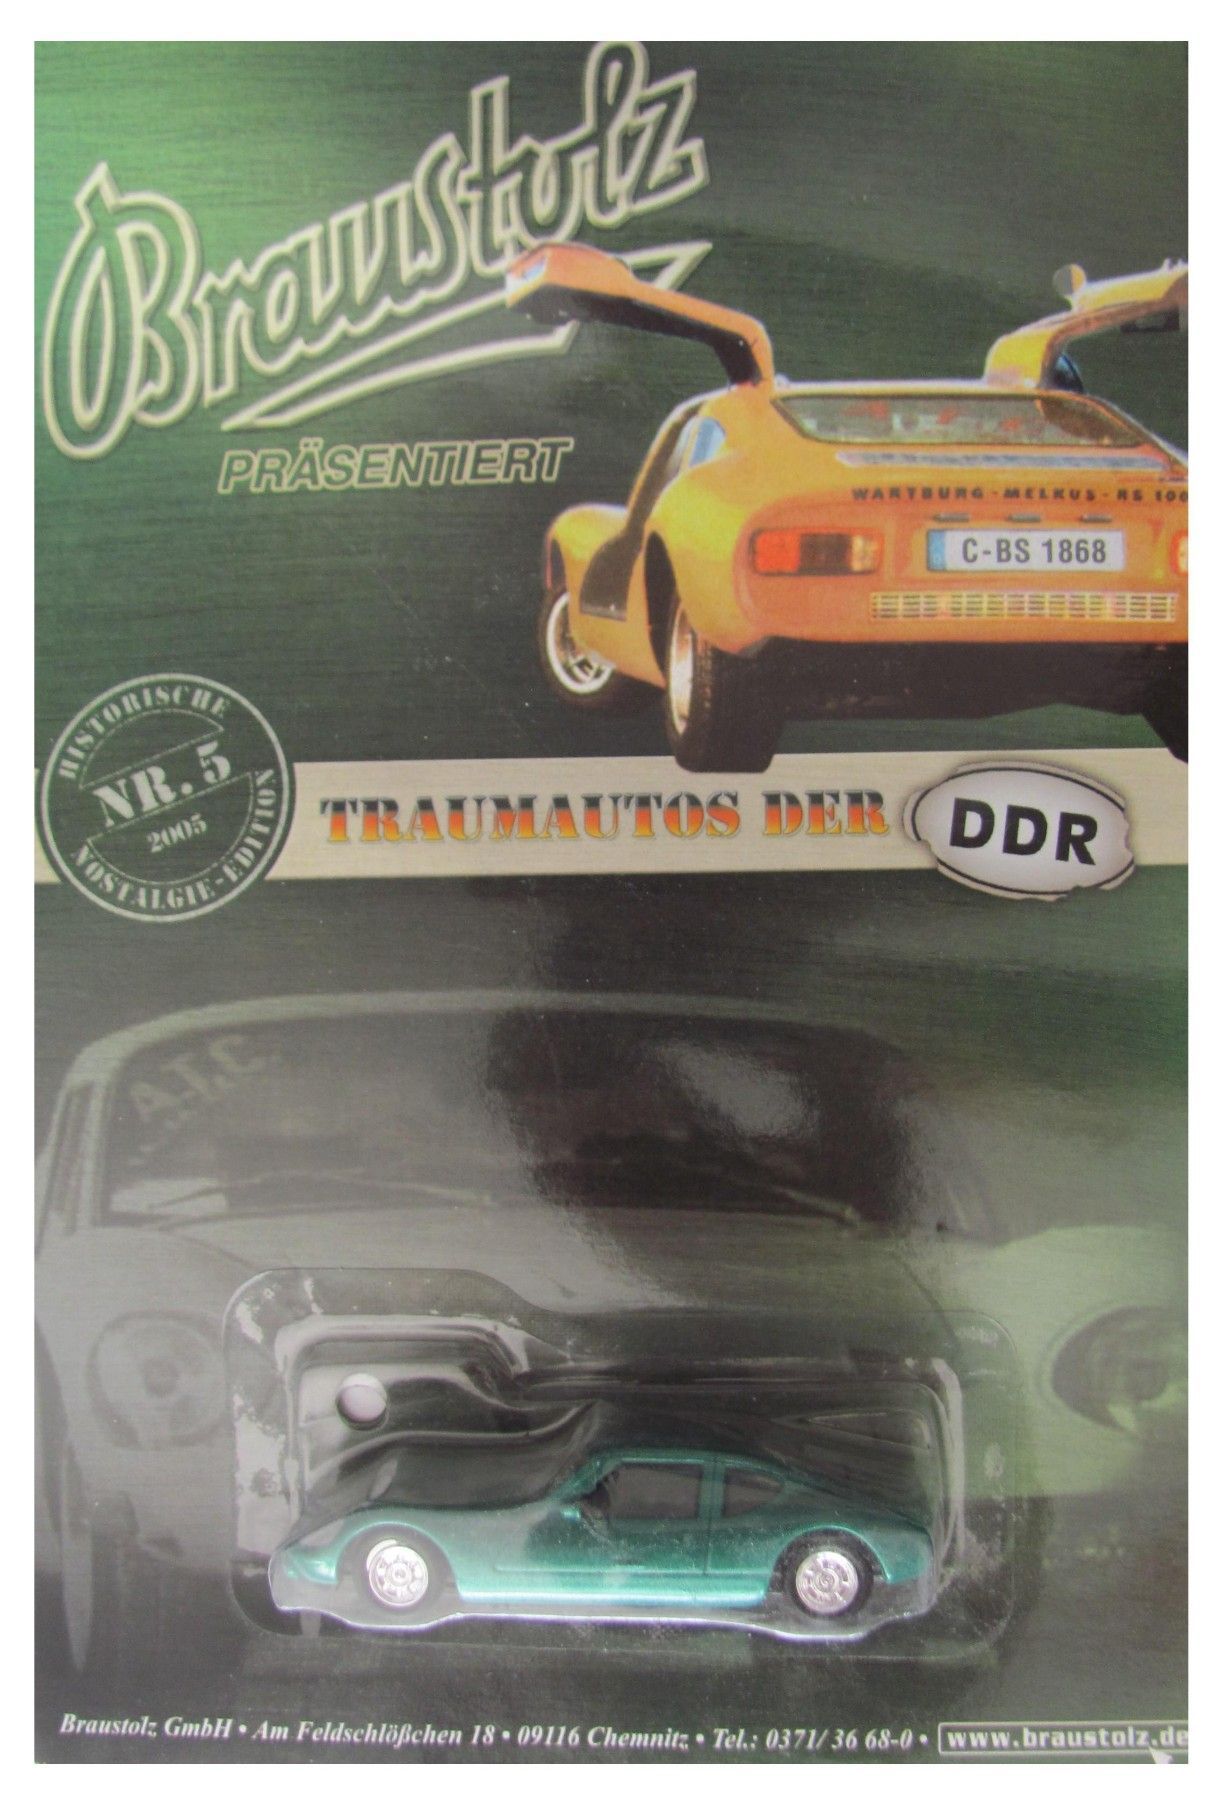 Braustolz
PRÄSENTIERT
WARTBURG - MELKUS - RS 100
C-BS 1868
HISTORISCHE
NR. 5
2005
NOSTALGIE-EDITION
TRAUMAUTOS DER DDR
A.T.C.
Braustolz GmbH • Am Feldschlößchen 18 • 09116 Chemnitz • Tel.: 0371/ 36 68-0 • www.braustolz.de